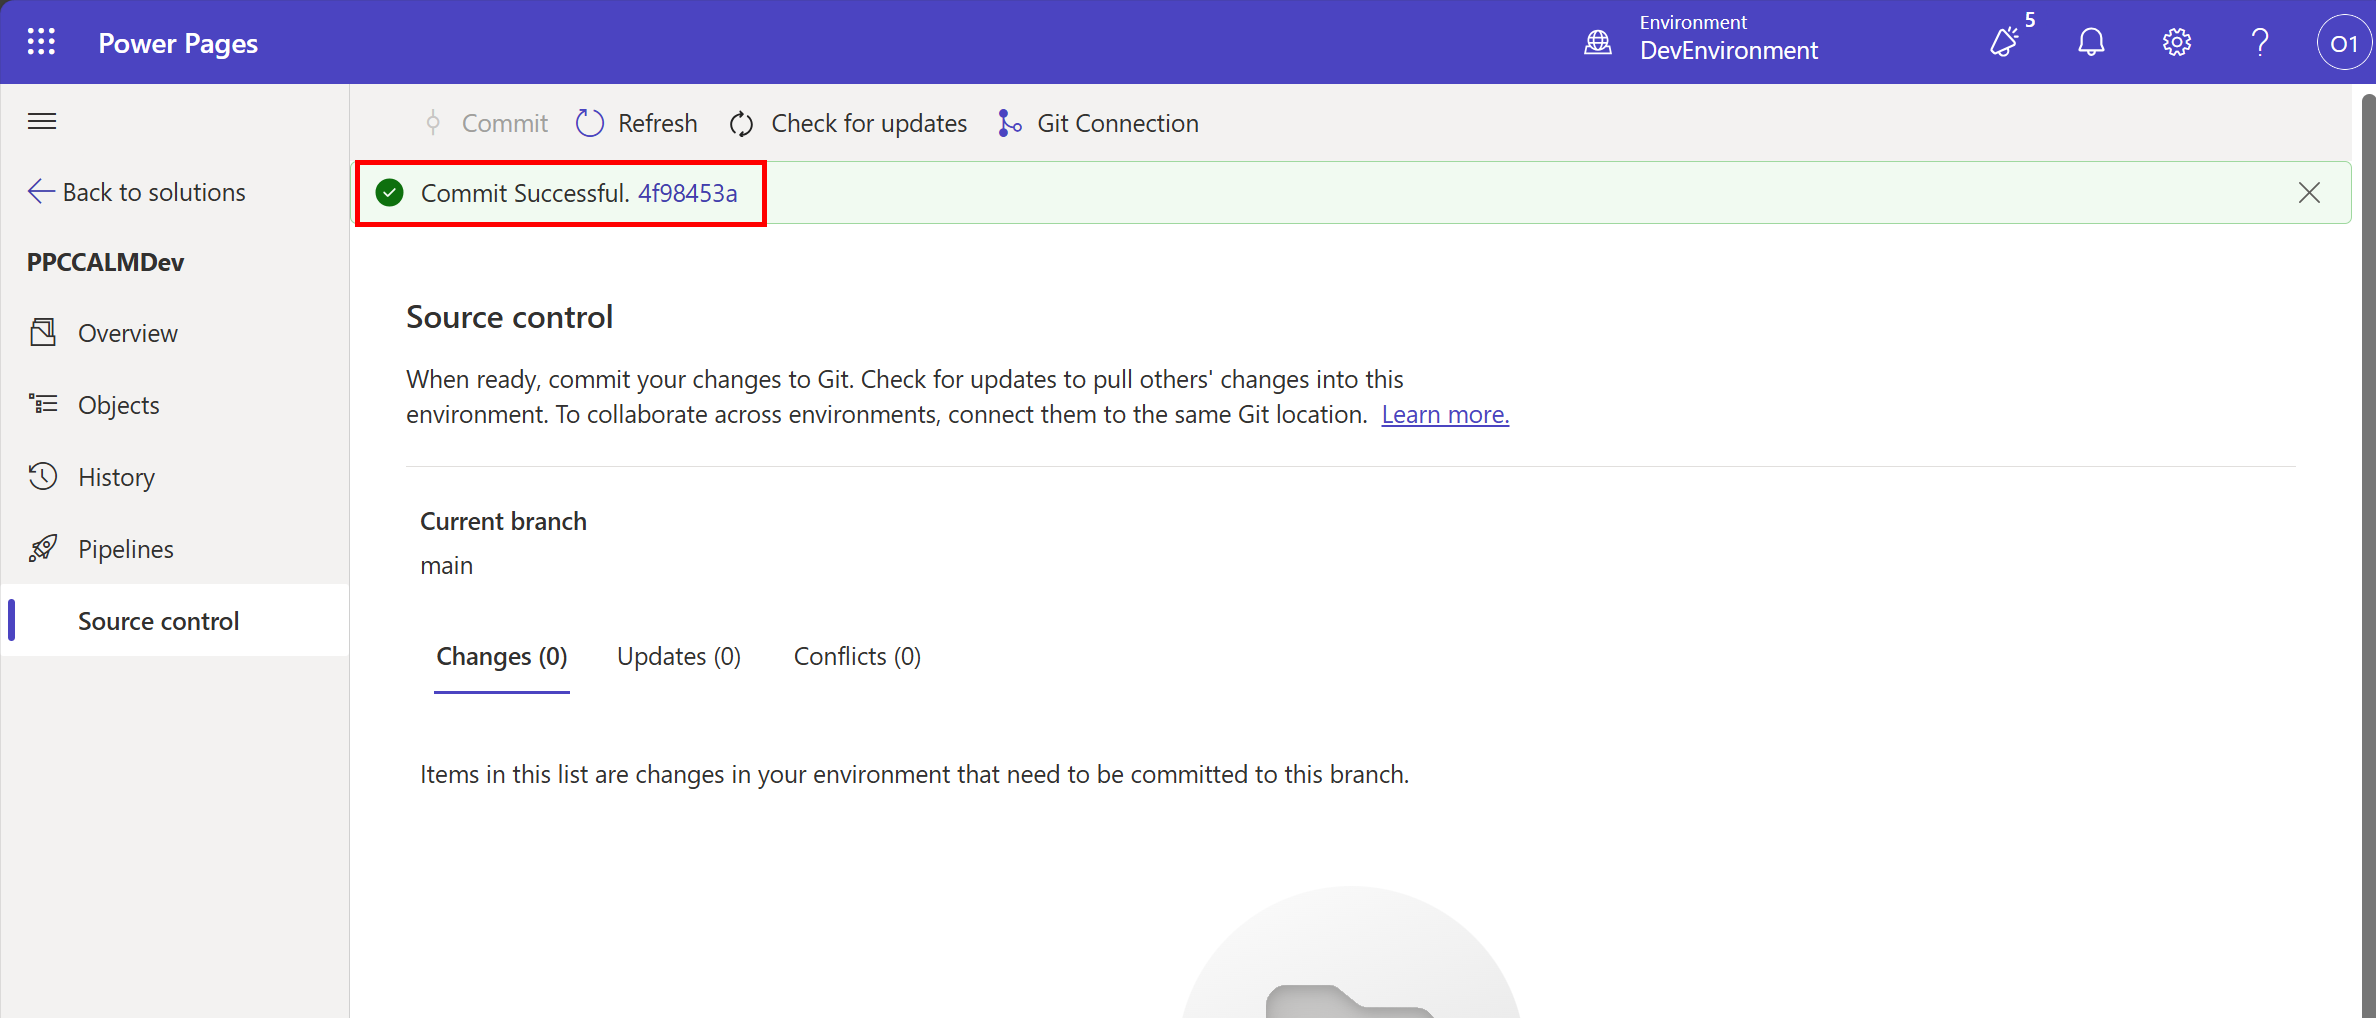 Power Pages
Environment
DevEnvironment
5
O1
Commit
Refresh
Check for updates
Git Connection
Back to solutions
Commit Successful. 4f98453a
PPCCALMDev
Overview
Objects
History
Pipelines
Source control
Source control
When ready, commit your changes to Git. Check for updates to pull others' changes into this
environment. To collaborate across environments, connect them to the same Git location. Learn more.
Current branch
main
Changes (0)
Updates (0)
Conflicts (0)
Items in this list are changes in your environment that need to be committed to this branch.